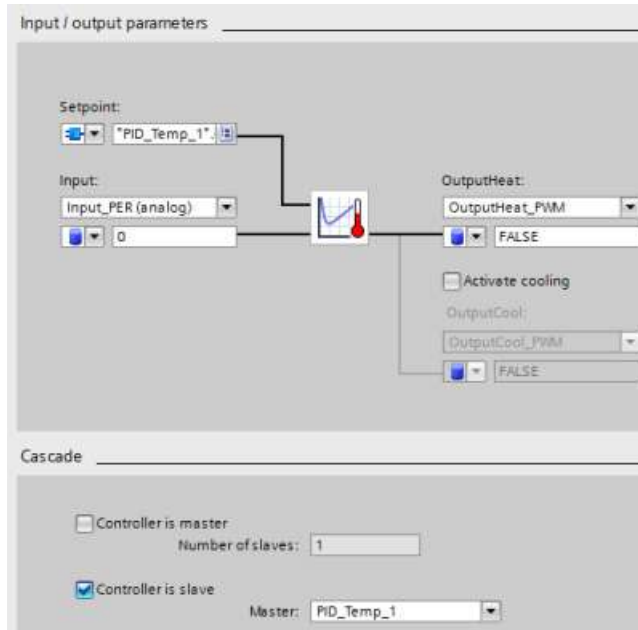 Input / output parameters
Setpoint:
"PID_Temp_1".
Input:
Input_PER (analog)
0
OutputHeat:
OutputHeat_PWM
FALSE
Activate cooling
OutputCool:
OutputCool_PWM
FALSE
Cascade
Controller is master
Number of slaves: 1
Controller is slave
Master: PID_Temp_1